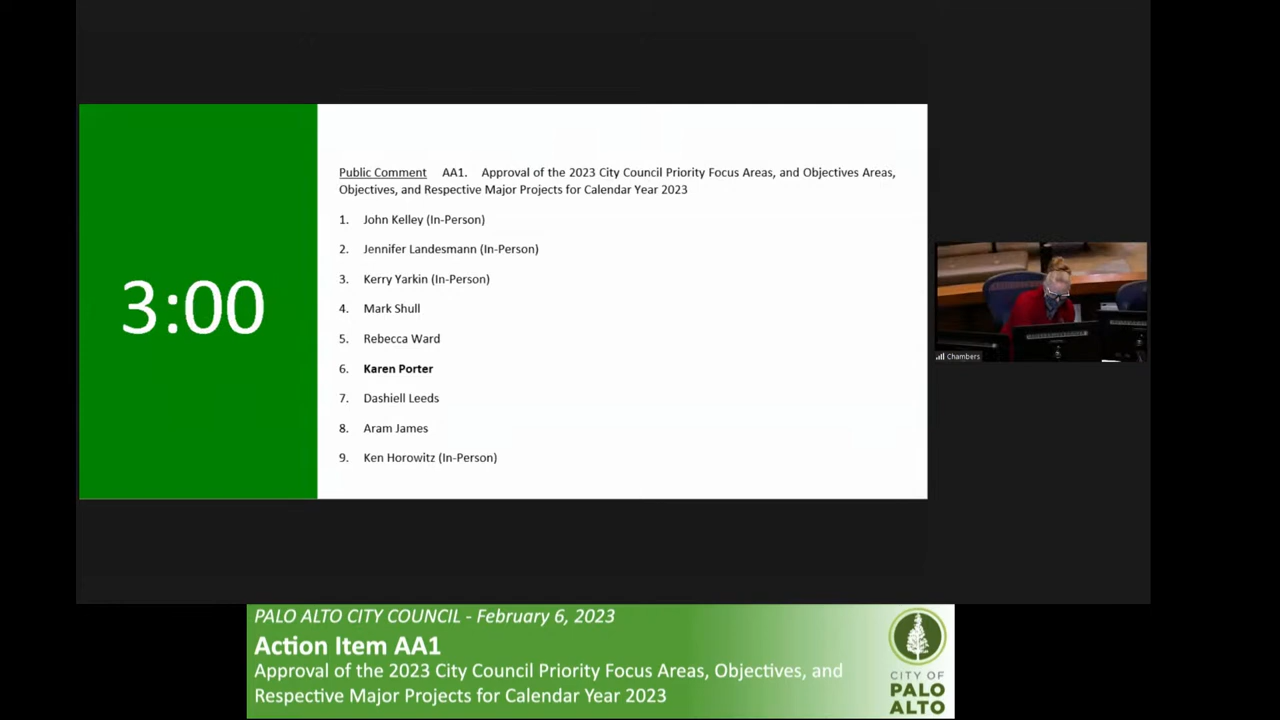 3:00
Public Comment AA1. Approval of the 2023 City Council Priority Focus Areas, and Objectives Areas,
Objectives, and Respective Major Projects for Calendar Year 2023
1. John Kelley (In-Person)
2. Jennifer Landesmann (In-Person)
3. Kerry Yarkin (In-Person)
4. Mark Shull
5. Rebecca Ward
6. Karen Porter
7. Dashiell Leeds
8. Aram James
9. Ken Horowitz (In-Person)
Chambers
PALO ALTO CITY COUNCIL - February 6, 2023
Action Item AA1
Approval of the 2023 City Council Priority Focus Areas, Objectives, and
Respective Major Projects for Calendar Year 2023
CITY OF
PALO
ALTO